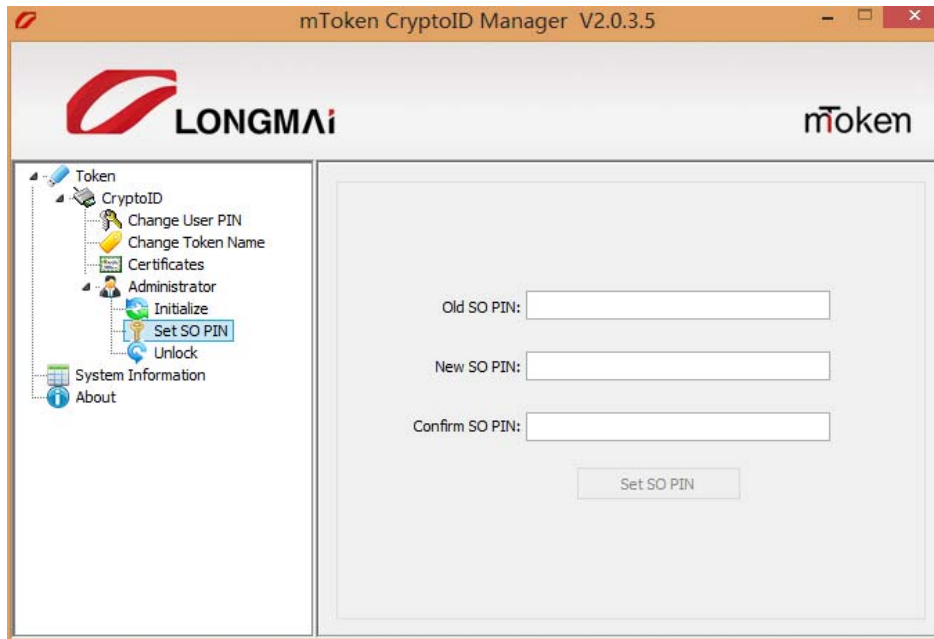 mToken CryptoID Manager V2.0.3.5
LONGMAi
mToken
Token
CryptoID
Change User PIN
Change Token Name
Certificates
Administrator
Initialize
Set SO PIN
Unlock
System Information
About
Old SO PIN:
New SO PIN:
Confirm SO PIN:
Set SO PIN